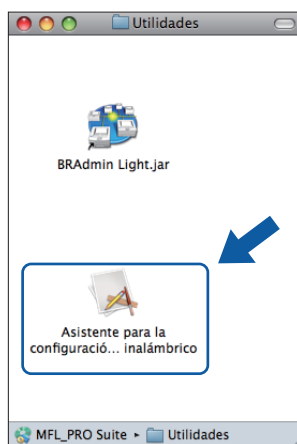 Utilidades
BRAdmin Light.jar
Asistente para la
configuració... inalámbrico
MFL_PRO Suite ▸ Utilidades